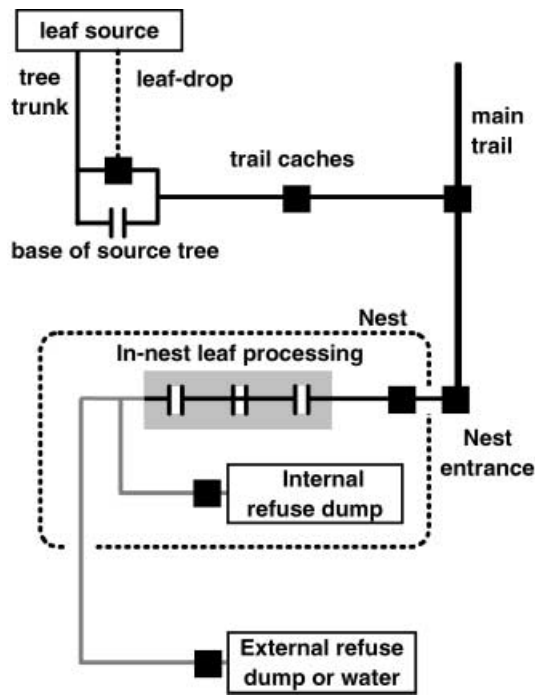 leaf source
tree
trunk
leaf-drop
main
trail
trail caches
base of source tree
Nest
In-nest leaf processing
Nest
entrance
Internal
refuse dump
External refuse
dump or water